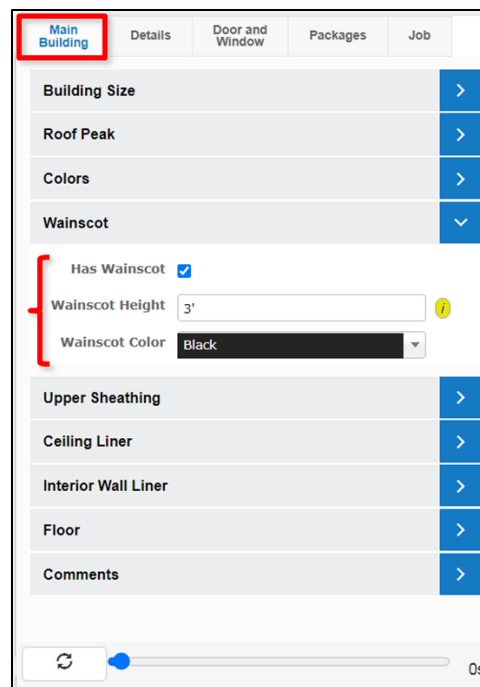 Main
Building
Details
Door and
Window
Packages
Job
Building Size
Roof Peak
Colors
Wainscot
Has Wainscot
Wainscot Height 3' i
Wainscot Color Black
Upper Sheathing
Ceiling Liner
Interior Wall Liner
Floor
Comments
0s